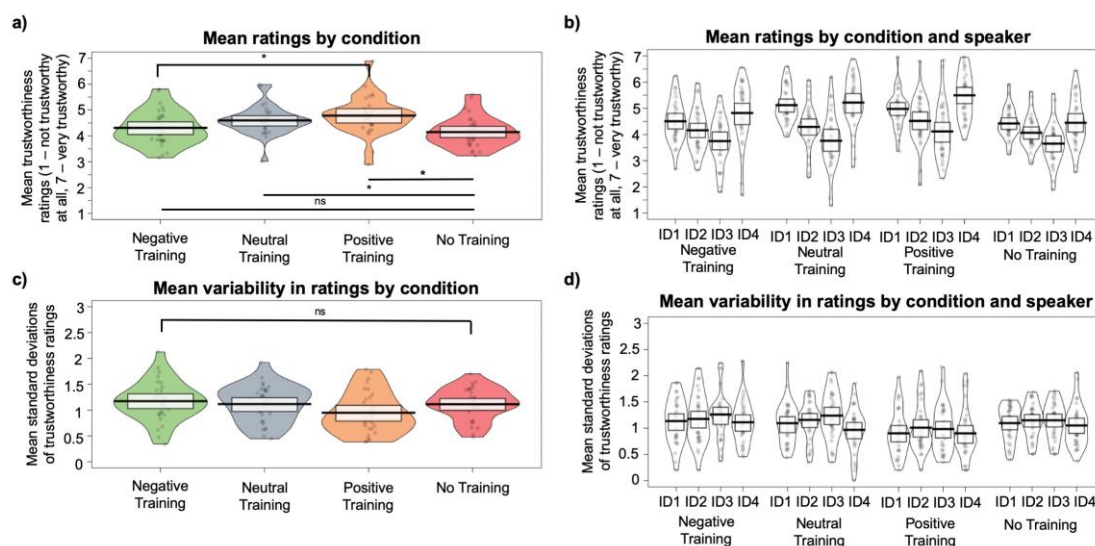 a)
Mean ratings by condition
Mean trustworthiness
ratings (1 – not trustworthy
at all, 7 – very trustworthy)
7
6
5
4
3
2
1
*
*
*
ns
Negative
Training
Neutral
Training
Positive
Training
No Training
b)
Mean ratings by condition and speaker
Mean trustworthiness
ratings (1 – not trustworthy
at all, 7 – very trustworthy)
7
6
5
4
3
2
1
ID1 ID2 ID3 ID4 ID1 ID2 ID3 ID4 ID1 ID2 ID3 ID4 ID1 ID2 ID3 ID4
Negative
Training
Neutral
Training
Positive
Training
No Training
c)
Mean variability in ratings by condition
Mean standard deviations
of trustworthiness ratings
3
2.5
2
1.5
1
0.5
0
ns
Negative
Training
Neutral
Training
Positive
Training
No Training
d)
Mean variability in ratings by condition and speaker
Mean standard deviations
of trustworthiness ratings
3
2.5
2
1.5
1
0.5
0
ID1 ID2 ID3 ID4 ID1 ID2 ID3 ID4 ID1 ID2 ID3 ID4 ID1 ID2 ID3 ID4
Negative
Training
Neutral
Training
Positive
Training
No Training